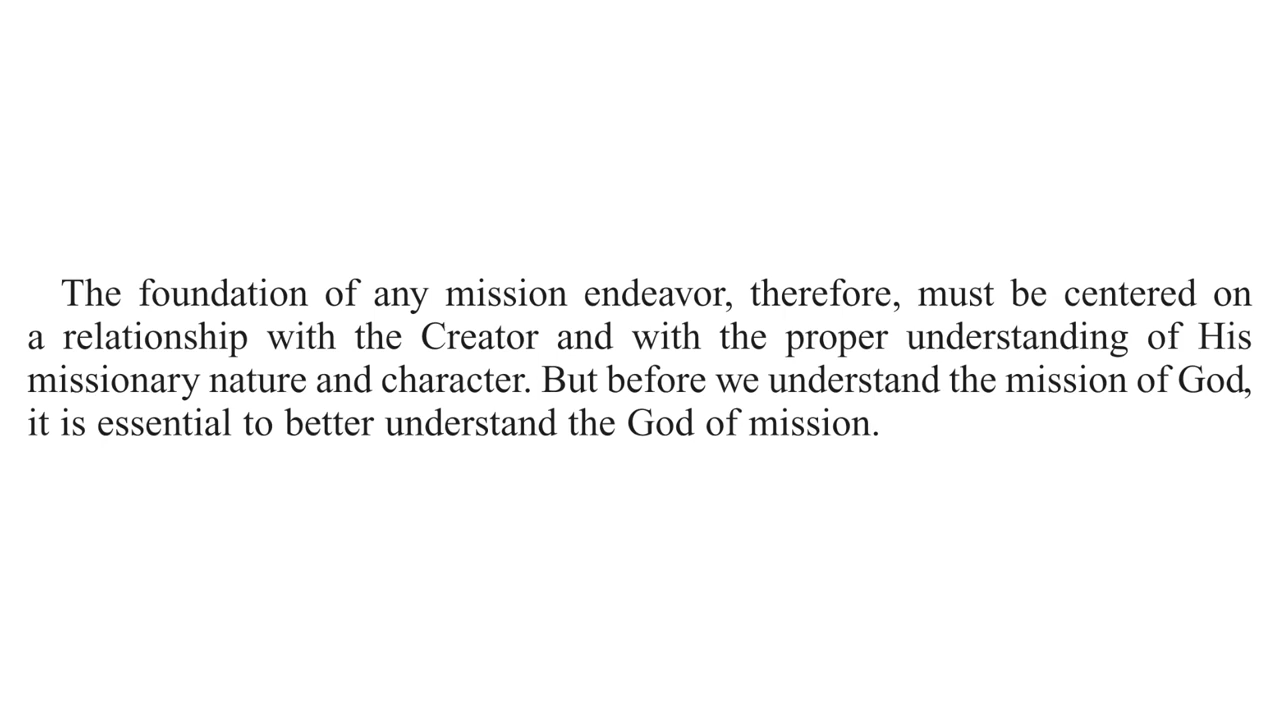 The foundation of any mission endeavor, therefore, must be centered on
a relationship with the Creator and with the proper understanding of His
missionary nature and character. But before we understand the mission of God,
it is essential to better understand the God of mission.